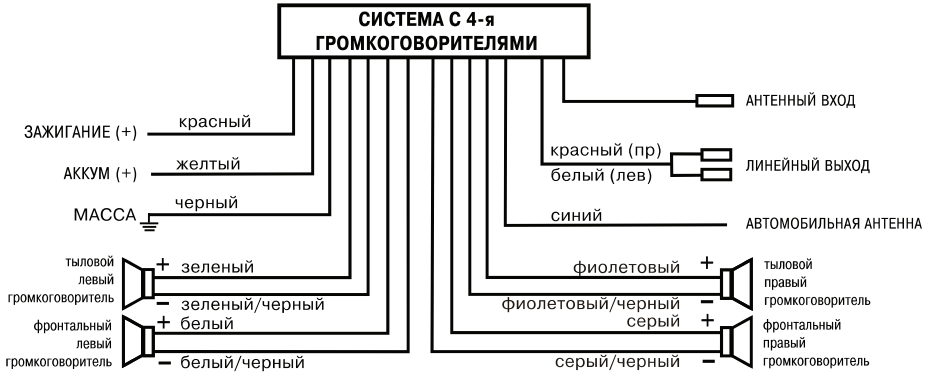 СИСТЕМА С 4-я
ГРОМКОГОВОРИТЕЛЯМИ
ЗАЖИГАНИЕ (+)
красный
АККУМ (+)
желтый
МАССА
черный
тыловой
левый
громкоговоритель
+ зеленый
– зеленый/черный
фронтальный
левый
громкоговоритель
+ белый
– белый/черный
АНТЕННЫЙ ВХОД
красный (пр)
белый (лев)
ЛИНЕЙНЫЙ ВЫХОД
синий
АВТОМОБИЛЬНАЯ АНТЕННА
фиолетовый +
фиолетовый/черный –
тыловой
правый
громкоговоритель
серый +
серый/черный –
фронтальный
правый
громкоговоритель